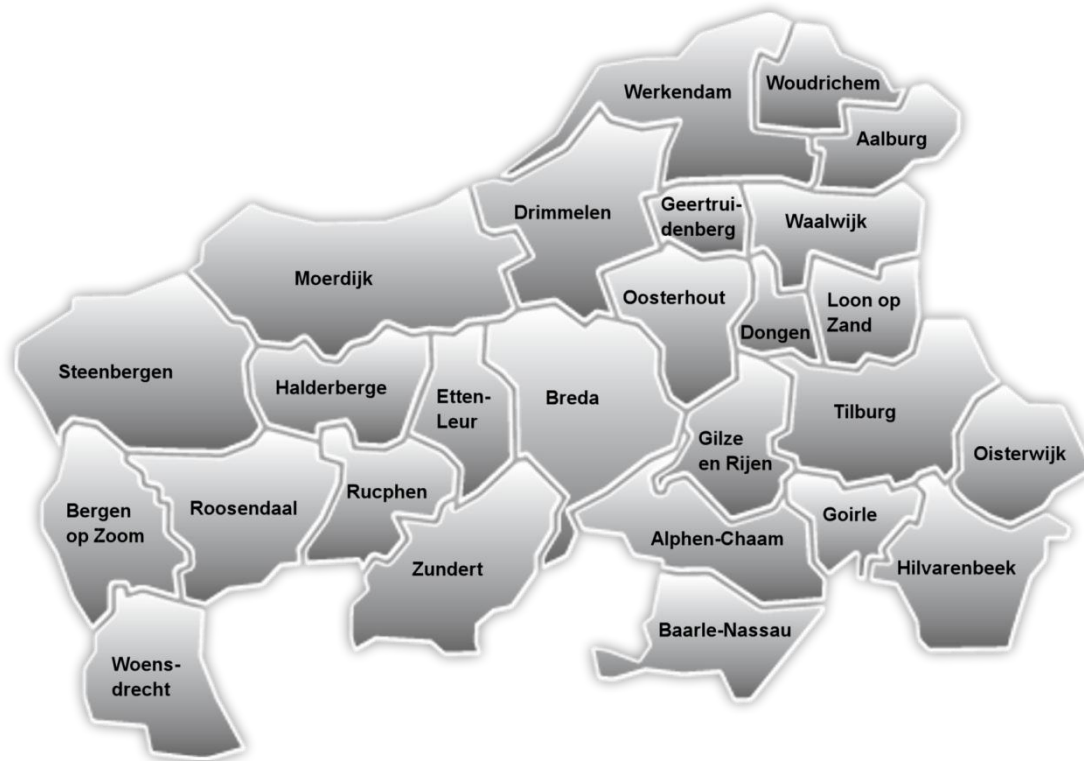 Werkendam
Woudrichem
Aalburg
Drimmelen
Geertrui-
denberg
Waalwijk
Moerdijk
Oosterhout
Dongen
Loon op
Zand
Steenbergen
Halderberge
Etten-
Leur
Breda
Tilburg
Gilze
en Rijen
Oisterwijk
Bergen
op Zoom
Roosendaal
Rucphen
Zundert
Alphen-Chaam
Goirle
Hilvarenbeek
Baarle-Nassau
Woens-
drecht